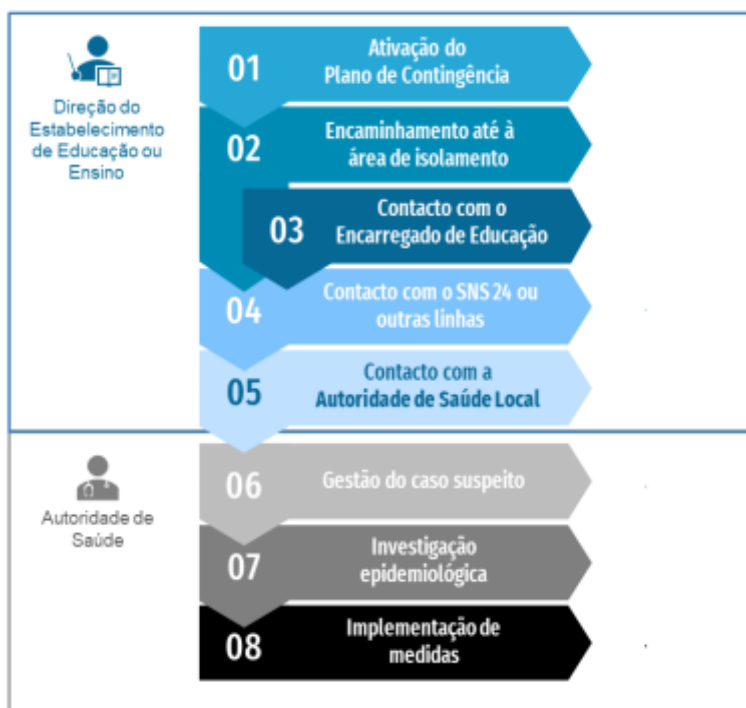 Direção do
Estabelecimento
de Educação ou
Ensino
01
Ativação do
Plano de Contingência
02
Encaminhamento até à
área de isolamento
03
Contacto com o
Encarregado de Educação
04
Contacto com o SNS 24 ou
outras linhas
05
Contacto com a
Autoridade de Saúde Local
Autoridade de
Saúde
06
Gestão do caso suspeito
07
Investigação
epidemiológica
08
Implementação de
medidas